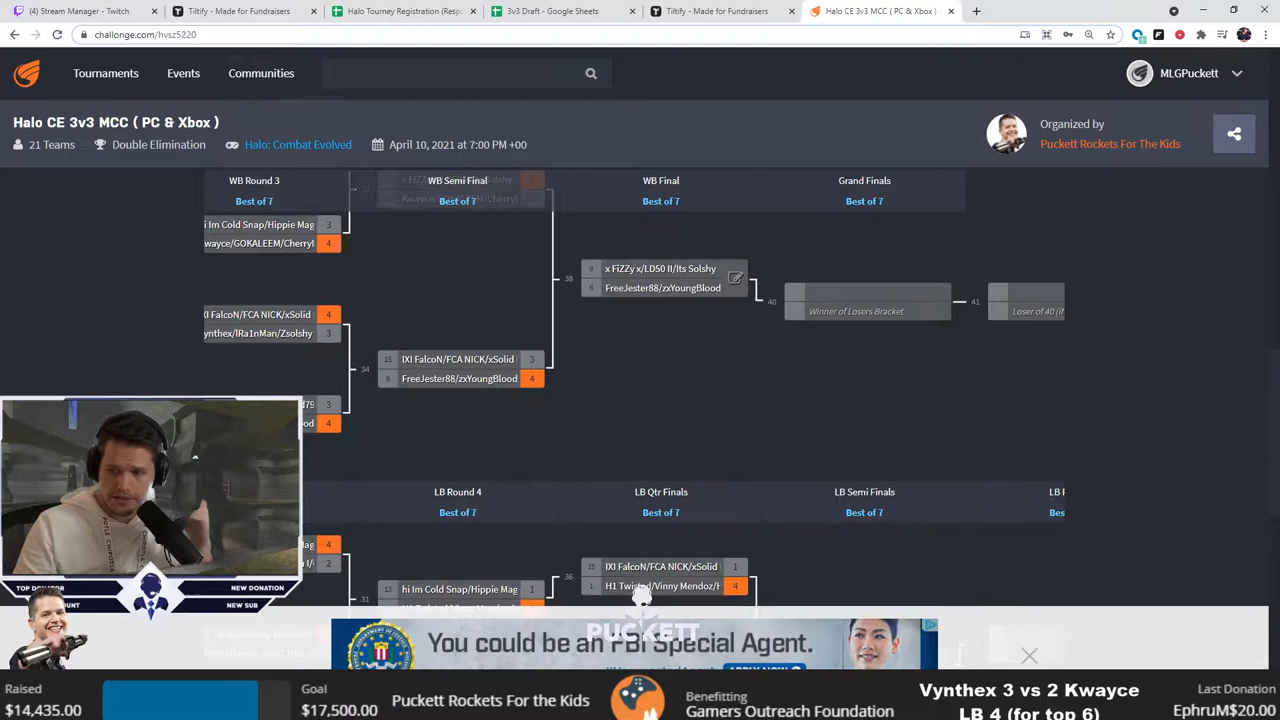 (4) Stream Manager - Twitch
Tiltify - Made for Fundraisers
Halo Tourney Registration (Resp
3v3 Draft - Google Sheets
Tiltify - Made for Fundraisers
Halo CE 3v3 MCC ( PC & Xbox )
challonge.com/hvsz5220
Tournaments
Events
Communities
MLGPuckett
Halo CE 3v3 MCC ( PC & Xbox )
21 Teams
Double Elimination
Halo: Combat Evolved
April 10, 2021 at 7:00 PM +00
Organized by
Puckett Rockets For The Kids
WB Round 3
WB Semi Final
WB Final
Grand Finals
Best of 7
Best of 7
Best of 7
Best of 7
hi Im Cold Snap/Hippie Mag 3
wayce/GOKALEEM/CherryI 4
38
9 x FiZZy x/LD50 II/Its Solshy
6 FreeJester88/zxYoungBlood
40
Winner of Losers Bracket
41
Loser of 40 (if
XI FalcoN/FCA NICK/xSolid 4
ynthex/lRa1nMan/Zsolshy 3
34
15 IXI FalcoN/FCA NICK/xSolid 3
6 FreeJester88/zxYoungBlood 4
3
4
LB Round 4
LB Qtr Finals
LB Semi Finals
LB F
Best of 7
Best of 7
Best of 7
Bes
4
2
31
13 hi Im Cold Snap/Hippie Mag 1
36
15 IXI FalcoN/FCA NICK/xSolid 1
1 H1 Twisted/Vinny Mendoz/ 4
TOP DONATOR
NEW DONATION
NEW SUB
PUCKETT
You could be an FBI Special Agent.
APPLY NOW
Raised
$14,435.00
Goal
$17,500.00
Puckett Rockets For the Kids
Benefitting
Gamers Outreach Foundation
Vynthex 3 vs 2 Kwayce
LB 4 (for top 6)
Last Donation
EphruM$20.00